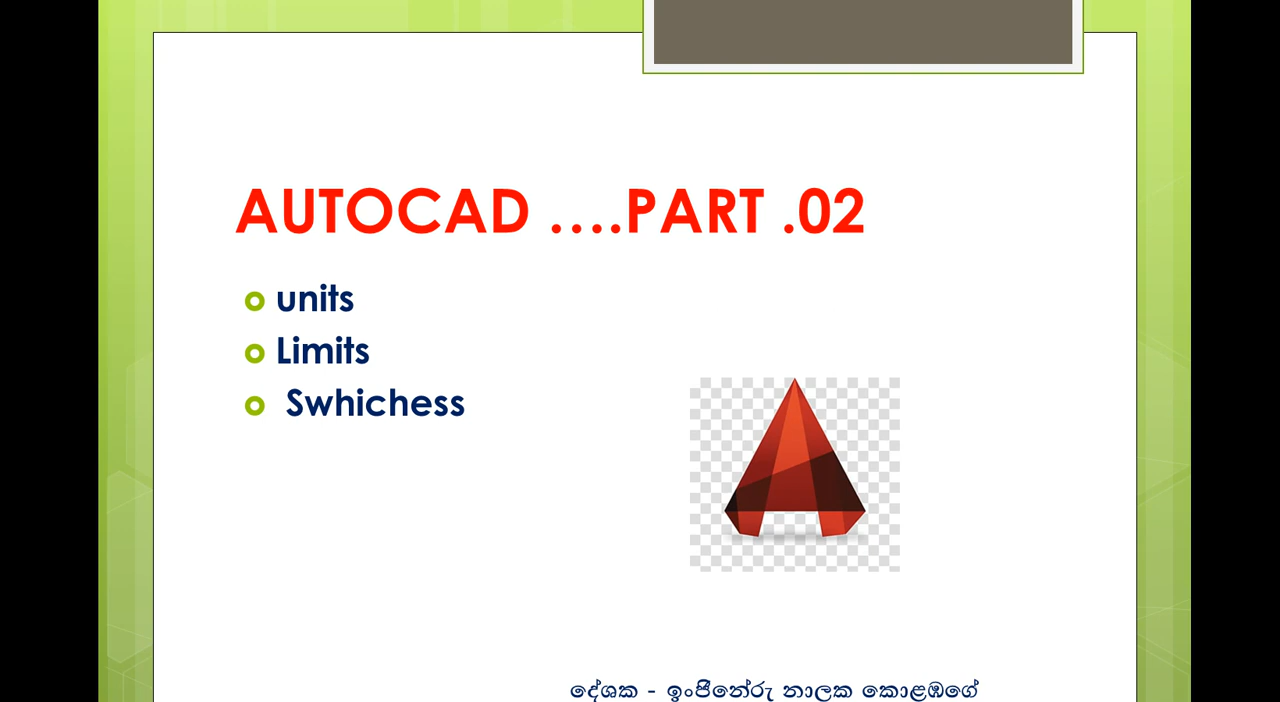 AUTOCAD ....PART .02
units
Limits
Swhichess
දේශක - ඉංජිනේරු නාලක කොළඹගේ